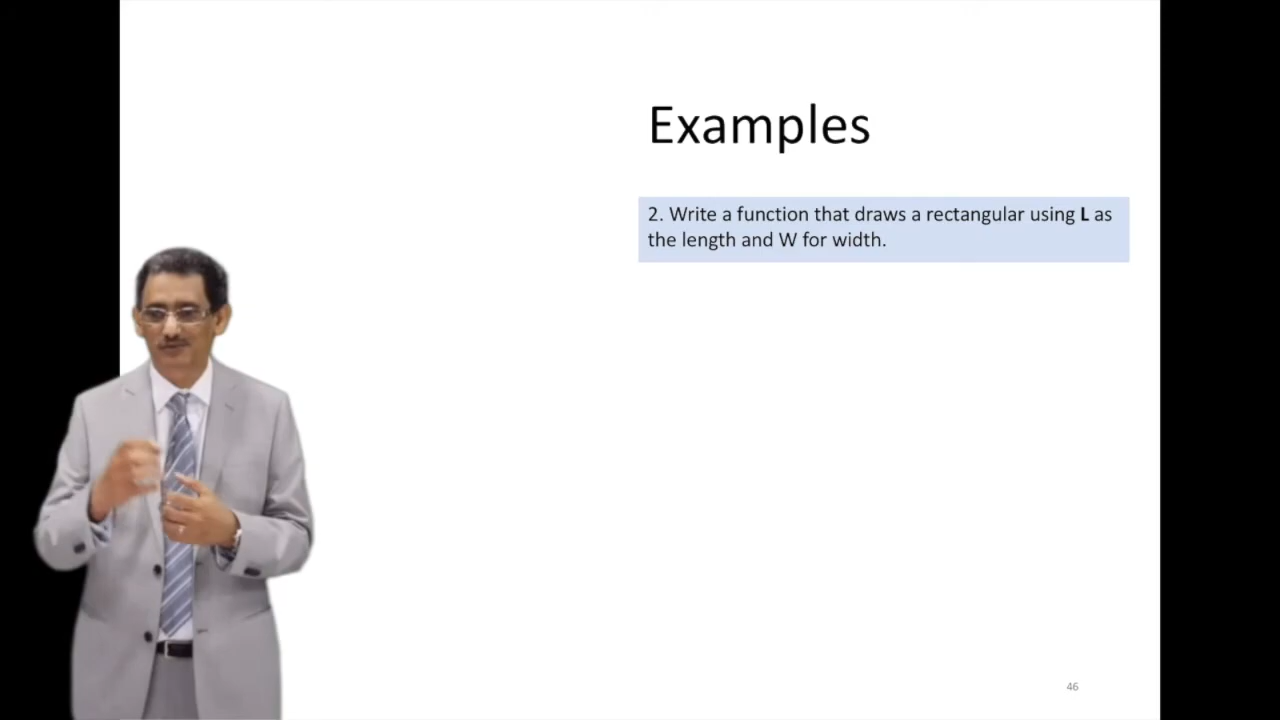 Examples
2. Write a function that draws a rectangular using L as
the length and W for width.
46